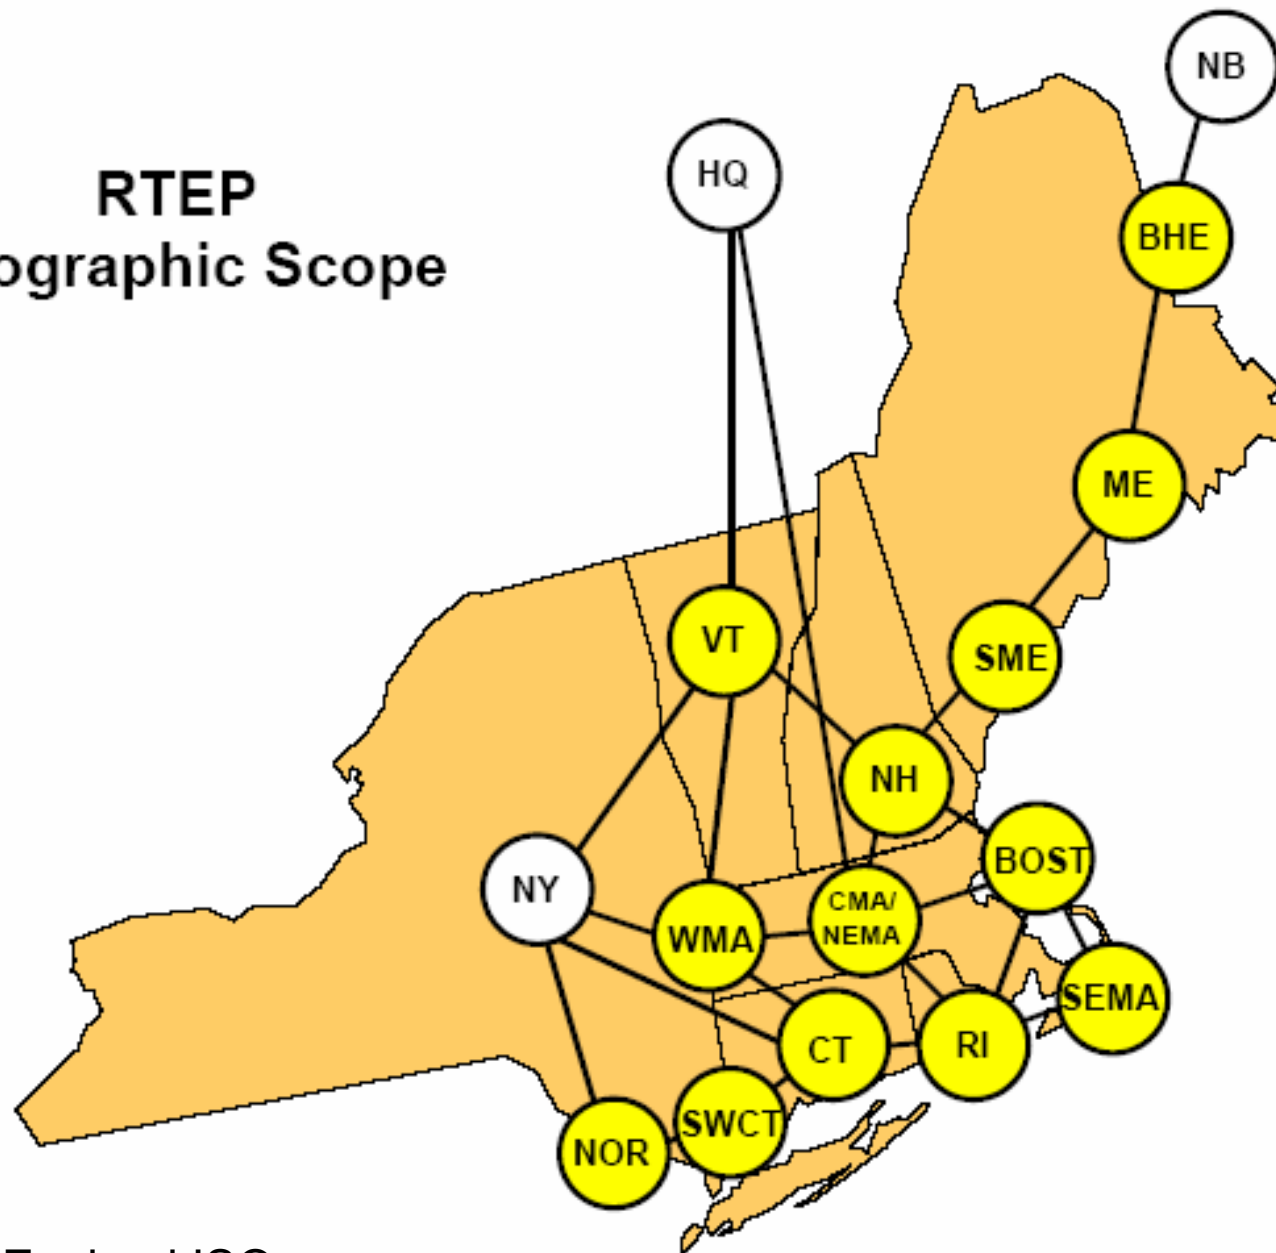 NB
HQ
RTEP
ographic Scope
BHE
ME
VT
SME
NH
BOST
NY
CMA/
NEMA
WMA
SEMA
CT
RI
SWCT
NOR